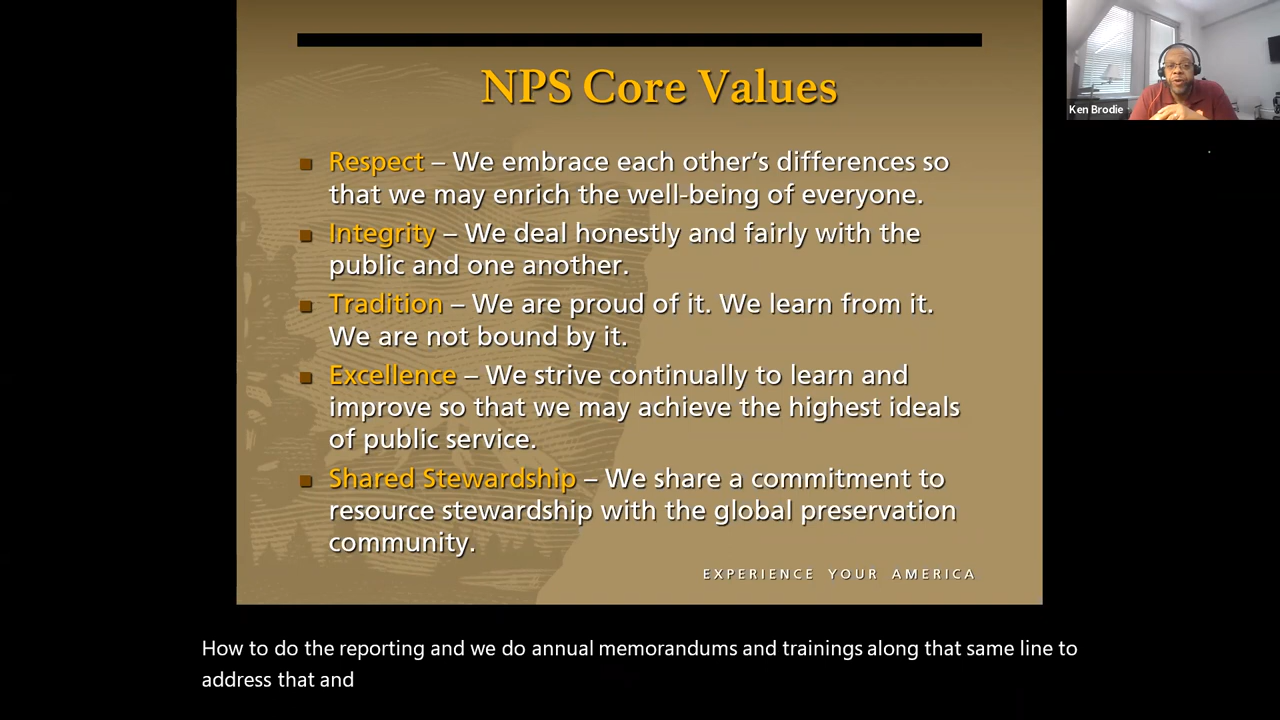 NPS Core Values
Respect – We embrace each other's differences so
that we may enrich the well-being of everyone.
Integrity – We deal honestly and fairly with the
public and one another.
Tradition – We are proud of it. We learn from it.
We are not bound by it.
Excellence – We strive continually to learn and
improve so that we may achieve the highest ideals
of public service.
Shared Stewardship – We share a commitment to
resource stewardship with the global preservation
community.
EXPERIENCE YOUR AMERICA
Ken Brodie
How to do the reporting and we do annual memorandums and trainings along that same line to
address that and